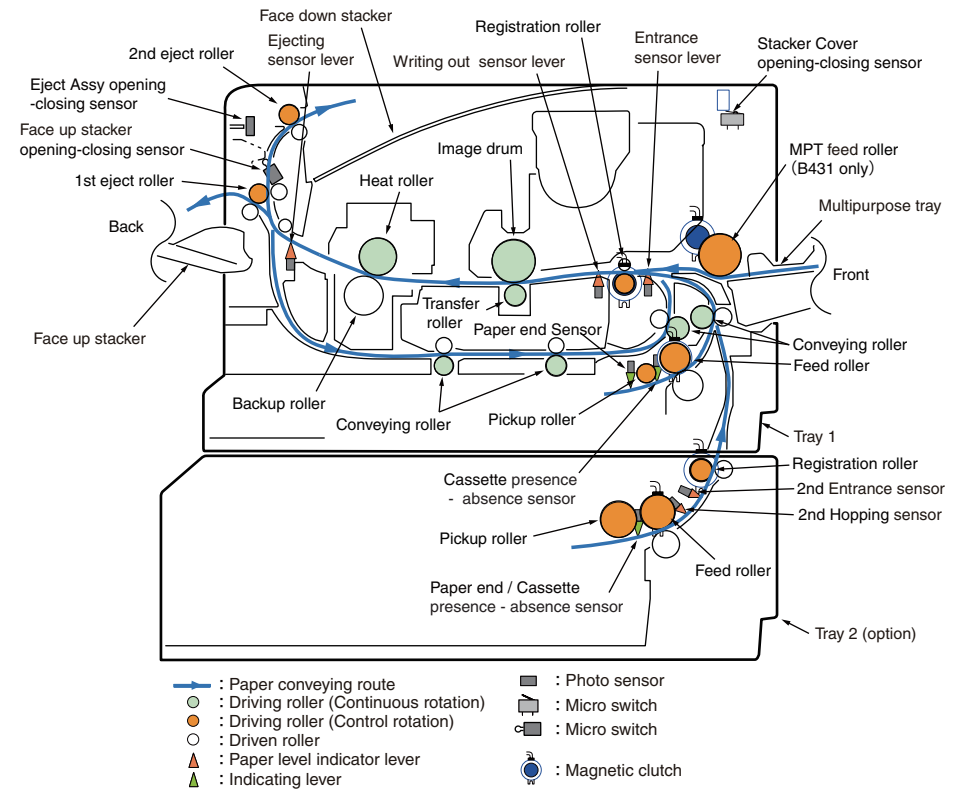 Face down stacker
Registration roller
2nd eject roller
Ejecting
sensor lever
Writing out sensor lever
Entrance
sensor lever
Stacker Cover
opening-closing sensor
Eject Assy opening
-closing sensor
Face up stacker
opening-closing sensor
Image drum
MPT feed roller
(B431 only)
1st eject roller
Heat roller
Multipurpose tray
Back
Front
Transfer
roller
Paper end Sensor
Face up stacker
Conveying roller
Feed roller
Backup roller
Conveying roller
Pickup roller
Tray 1
Registration roller
Cassette presence
- absence sensor
2nd Entrance sensor
2nd Hopping sensor
Pickup roller
Feed roller
Paper end / Cassette
presence - absence sensor
Tray 2 (option)
: Paper conveying route
: Driving roller (Continuous rotation)
: Driving roller (Control rotation)
: Driven roller
: Paper level indicator lever
: Indicating lever
: Photo sensor
: Micro switch
: Micro switch
: Magnetic clutch